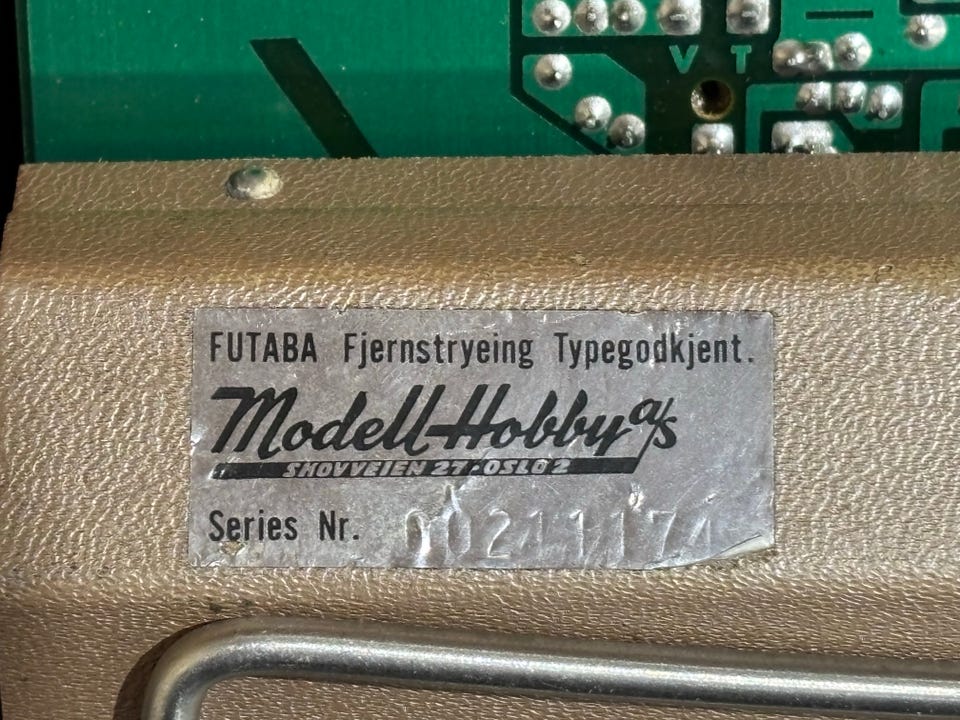 V T
FUTABA Fjernstryeing Typegodkjent.
Modell-Hobby a/s
SKOVVEIEN 27·OSLO 2
Series Nr. 00211174